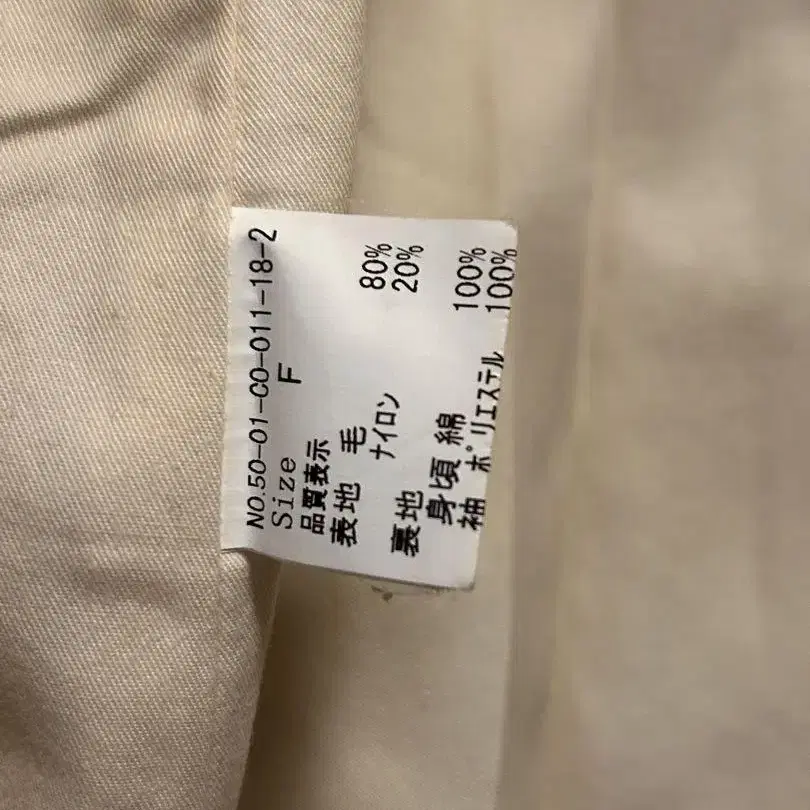 NO.50-01-CO-011-18-2
Size F
品質表示
表地 毛 80%
ナイロン 20%
裏地
身頃 綿 100%
袖 ポリエステル 100%